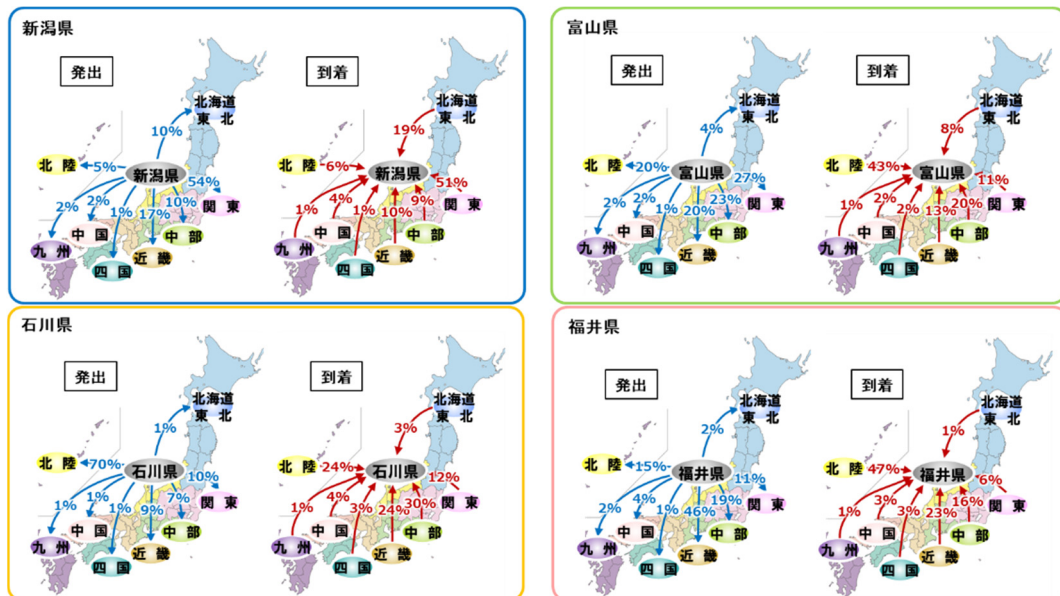 新潟県
発出
到着
北海道
東北
10%
北陸
5%
新潟県
54%
2%
2%
1%
17%
10%
関東
中国
中部
九州
近畿
四国
北海道
東北
19%
北陸
6%
新潟県
51%
1%
4%
1%
10%
9%
関東
中国
中部
九州
近畿
四国
富山県
発出
到着
北海道
東北
4%
北陸
20%
富山県
27%
2%
2%
1%
20%
23%
関東
中国
中部
九州
近畿
四国
北海道
東北
8%
北陸
43%
富山県
11%
1%
2%
2%
13%
20%
関東
中国
中部
九州
近畿
四国
石川県
発出
到着
北海道
東北
1%
北陸
70%
石川県
10%
1%
1%
1%
9%
7%
関東
中国
中部
九州
近畿
四国
北海道
東北
3%
北陸
24%
石川県
12%
1%
4%
3%
24%
30%
関東
中国
中部
九州
近畿
四国
福井県
発出
到着
北海道
東北
2%
北陸
15%
福井県
11%
2%
4%
1%
46%
19%
関東
中国
中部
九州
近畿
四国
北海道
東北
1%
北陸
47%
福井県
6%
1%
3%
3%
23%
16%
関東
中国
中部
九州
近畿
四国